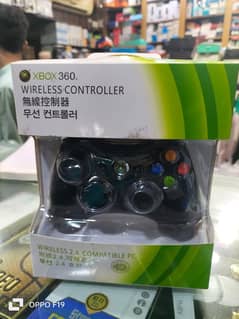 XBOX 360.
WIRELESS CONTROLLER
無線控制器
무선 컨트롤러
WIRELESS 2.4 COMPATIBLE PC
OPPO F19